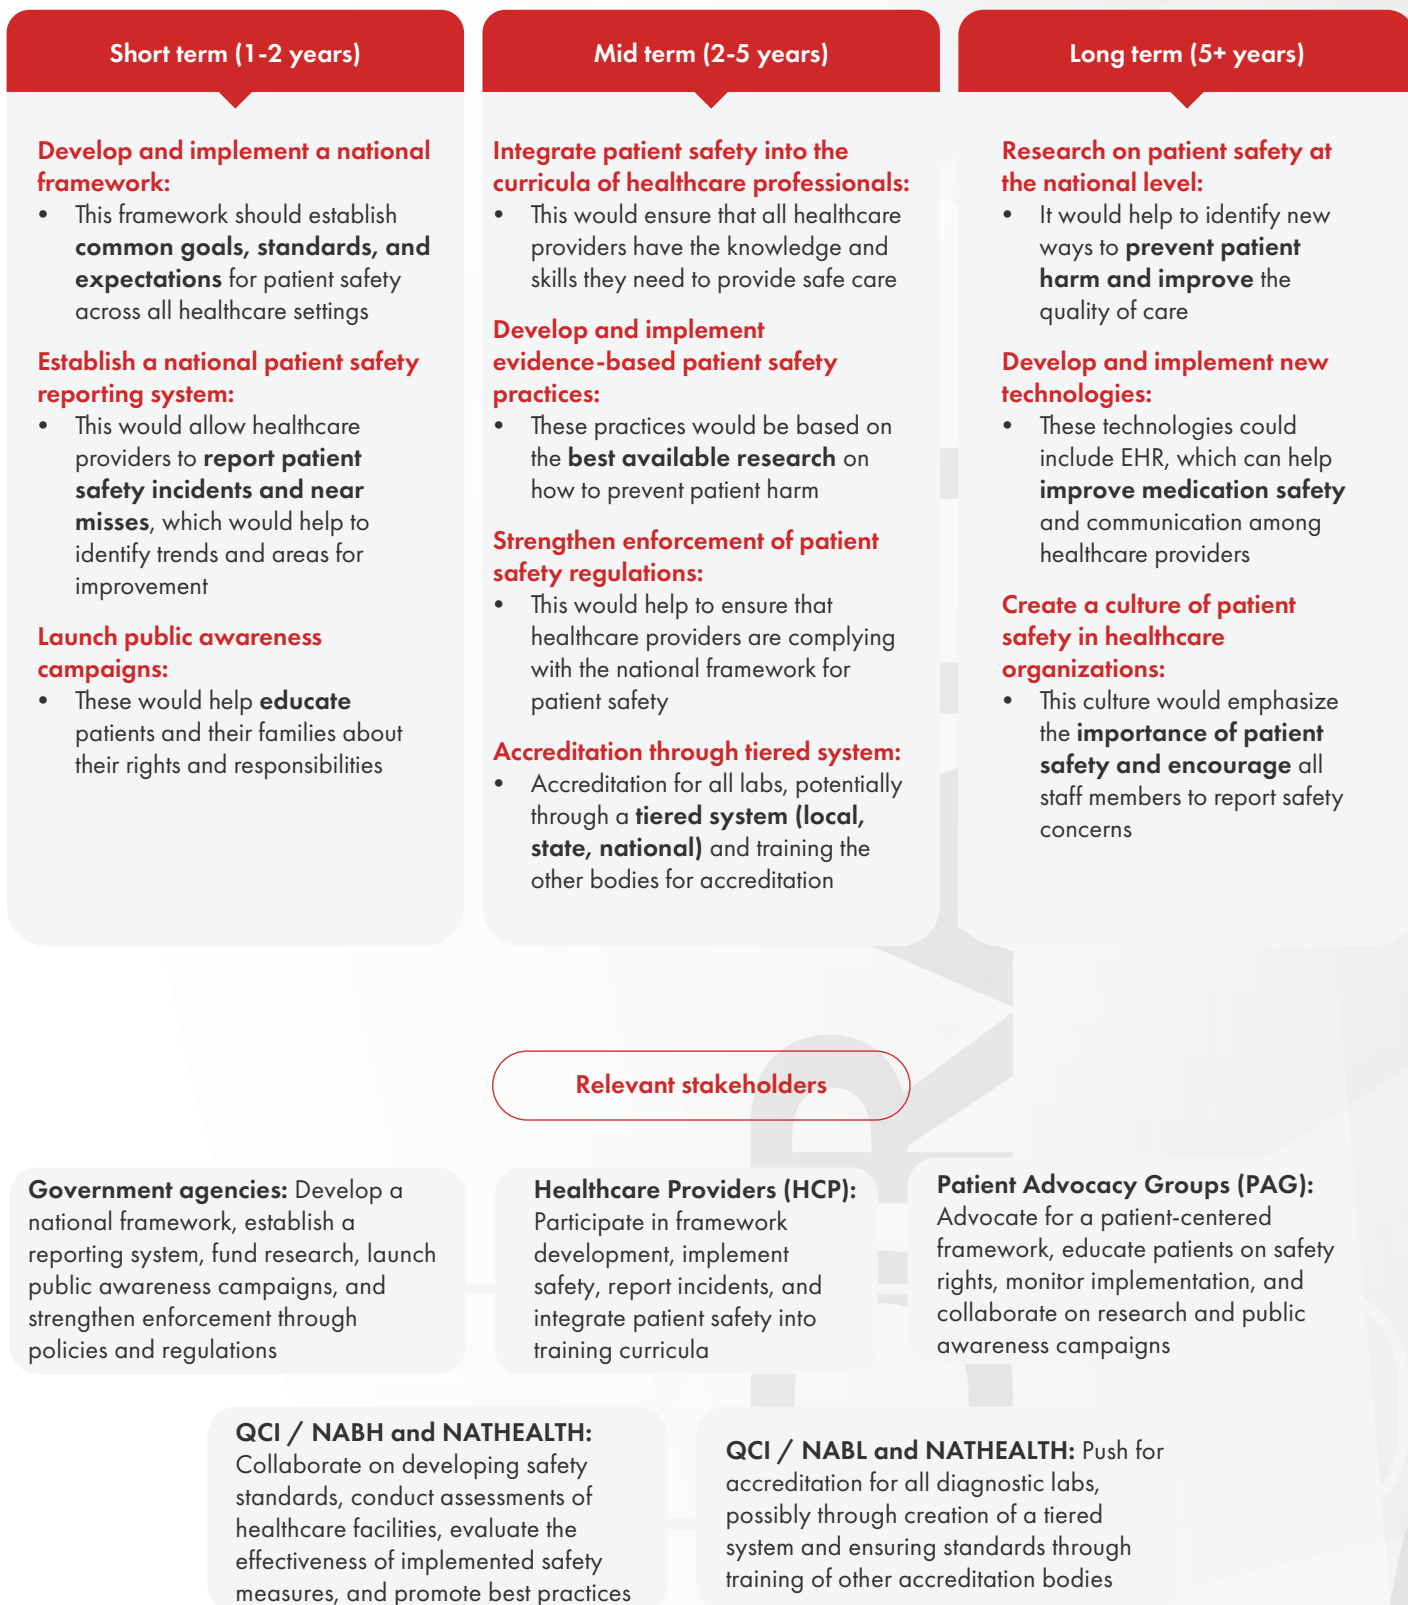 Short term (1-2 years)
Develop and implement a national
framework:
• This framework should establish
common goals, standards, and
expectations for patient safety
across all healthcare settings
Establish a national patient safety
reporting system:
• This would allow healthcare
providers to report patient
safety incidents and near
misses, which would help to
identify trends and areas for
improvement
Launch public awareness
campaigns:
• These would help educate
patients and their families about
their rights and responsibilities
Mid term (2-5 years)
Integrate patient safety into the
curricula of healthcare professionals:
• This would ensure that all healthcare
providers have the knowledge and
skills they need to provide safe care
Develop and implement
evidence-based patient safety
practices:
• These practices would be based on
the best available research on
how to prevent patient harm
Strengthen enforcement of patient
safety regulations:
• This would help to ensure that
healthcare providers are complying
with the national framework for
patient safety
Accreditation through tiered system:
• Accreditation for all labs, potentially
through a tiered system (local,
state, national) and training the
other bodies for accreditation
Long term (5+ years)
Research on patient safety at
the national level:
• It would help to identify new
ways to prevent patient
harm and improve the
quality of care
Develop and implement new
technologies:
• These technologies could
include EHR, which can help
improve medication safety
and communication among
healthcare providers
Create a culture of patient
safety in healthcare
organizations:
• This culture would emphasize
the importance of patient
safety and encourage all
staff members to report safety
concerns
Relevant stakeholders
Government agencies: Develop a
national framework, establish a
reporting system, fund research, launch
public awareness campaigns, and
strengthen enforcement through
policies and regulations
Healthcare Providers (HCP):
Participate in framework
development, implement
safety, report incidents, and
integrate patient safety into
training curricula
Patient Advocacy Groups (PAG):
Advocate for a patient-centered
framework, educate patients on safety
rights, monitor implementation, and
collaborate on research and public
awareness campaigns
QCI / NABH and NATHEALTH:
Collaborate on developing safety
standards, conduct assessments of
healthcare facilities, evaluate the
effectiveness of implemented safety
measures, and promote best practices
QCI / NABL and NATHEALTH: Push for
accreditation for all diagnostic labs,
possibly through creation of a tiered
system and ensuring standards through
training of other accreditation bodies